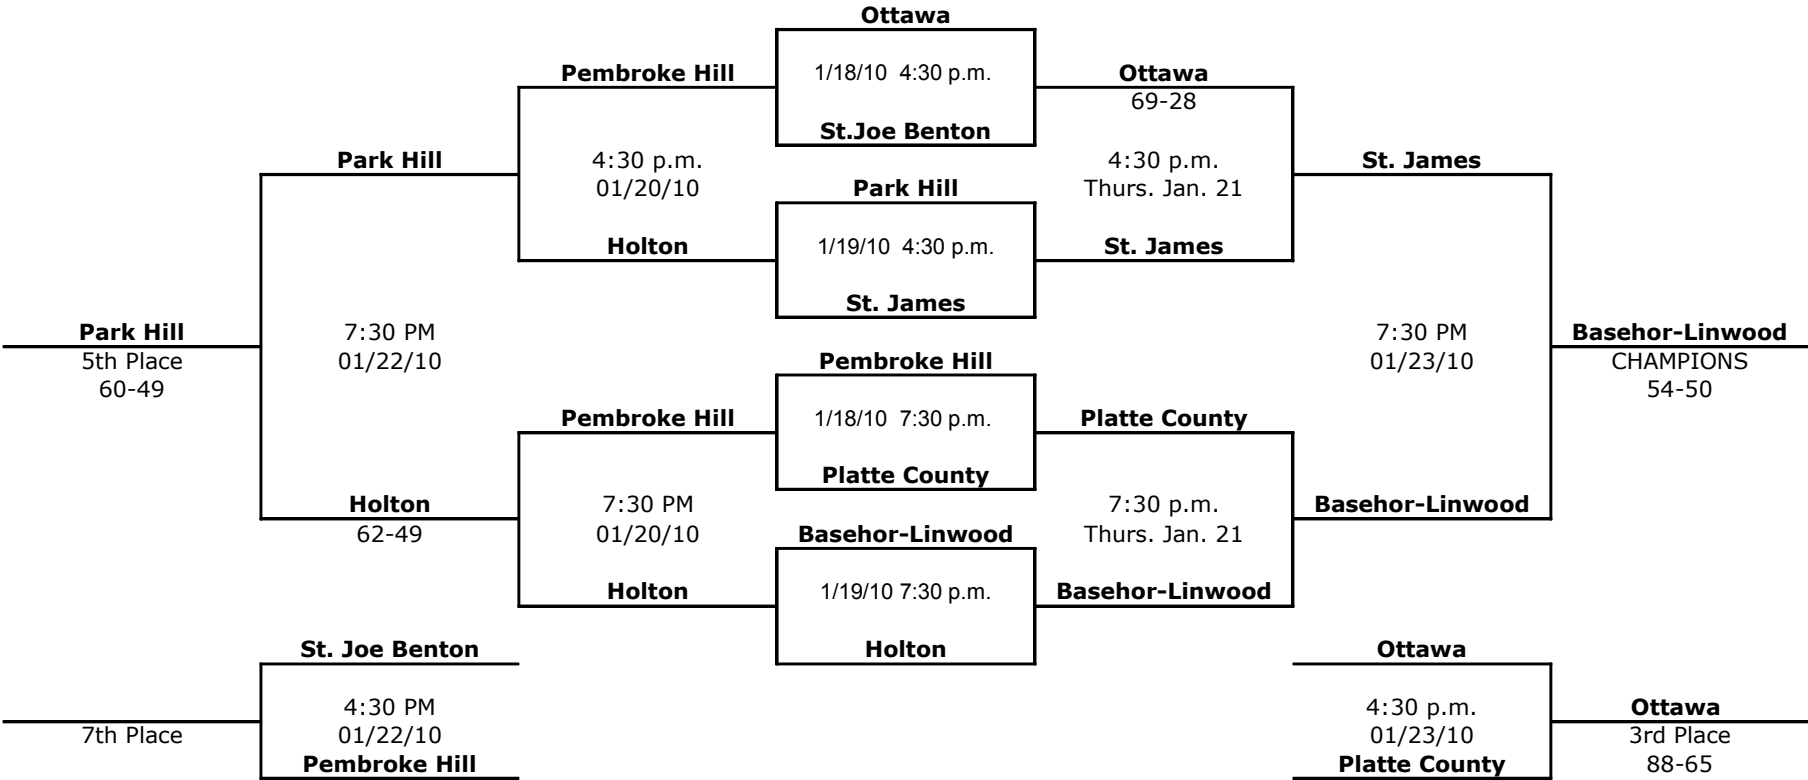 Ottawa
Pembroke Hill
1/18/10 4:30 p.m.
Ottawa
69-28
St.Joe Benton
Park Hill
4:30 p.m.
4:30 p.m.
St. James
01/20/10
Park Hill
Thurs. Jan. 21
Holton
1/19/10 4:30 p.m.
St. James
St. James
Park Hill
7:30 PM
7:30 PM
Basehor-Linwood
5th Place
01/22/10
Pembroke Hill
01/23/10
CHAMPIONS
60-49
54-50
Pembroke Hill
1/18/10 7:30 p.m.
Platte County
Platte County
Holton
7:30 PM
7:30 p.m.
Basehor-Linwood
62-49
01/20/10
Basehor-Linwood
Thurs. Jan. 21
Holton
1/19/10 7:30 p.m.
Basehor-Linwood
St. Joe Benton
Holton
Ottawa
4:30 PM
4:30 p.m.
Ottawa
7th Place
01/22/10
01/23/10
3rd Place
Pembroke Hill
Platte County
88-65